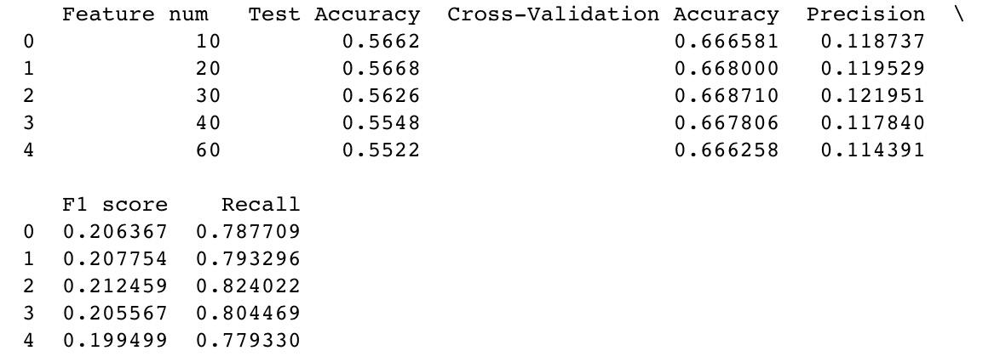 Feature num Test Accuracy Cross-Validation Accuracy Precision \
0 10 0.5662 0.666581 0.118737
1 20 0.5668 0.668000 0.119529
2 30 0.5626 0.668710 0.121951
3 40 0.5548 0.667806 0.117840
4 60 0.5522 0.666258 0.114391
F1 score Recall
0 0.206367 0.787709
1 0.207754 0.793296
2 0.212459 0.824022
3 0.205567 0.804469
4 0.199499 0.779330